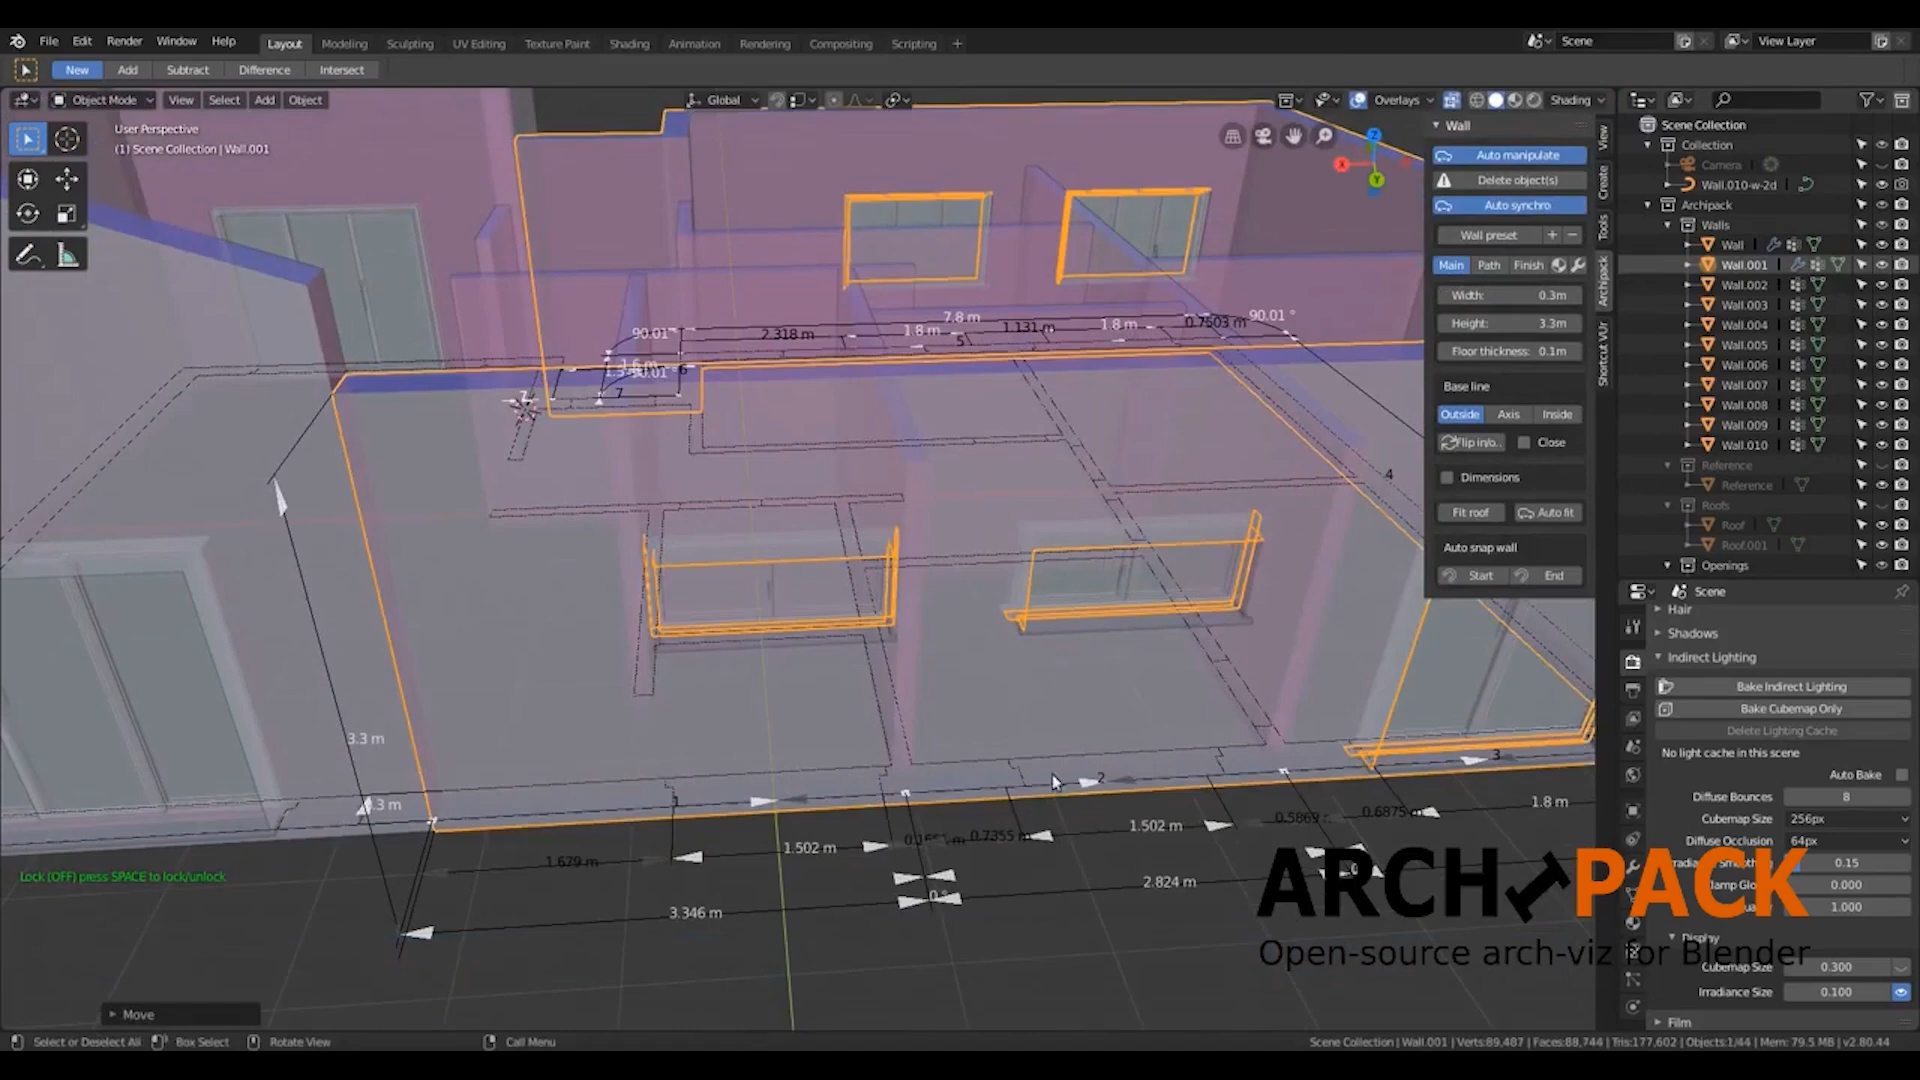 File Edit Render Window Help Layout Modeling Sculpting UV Editing Texture Paint Shading Animation Rendering Compositing Scripting + Scene View Layer
New Add Subtract Difference Intersect
Object Mode View Select Add Object Global Overlays Shading
User Perspective
(1) Scene Collection | Wall.001
Wall
Auto manipulate
Delete object(s)
Auto synchro
Wall preset + −
Main Path Finish
Width: 0.3m
Height: 3.3m
Floor thickness: 0.1m
Base line
Outside Axis Inside
Flip in/o.. Close
Dimensions
Fit roof Auto fit
Auto snap wall
Start End
View
Create
Tools
Archipack
Shortcut VUr
Scene Collection
Collection
Camera
Wall.010-w-2d
Archipack
Walls
Wall
Wall.001
Wall.002
Wall.003
Wall.004
Wall.005
Wall.006
Wall.007
Wall.008
Wall.009
Wall.010
Reference
Reference
Roofs
Roof
Roof.001
Openings
Scene
Hair
Shadows
Indirect Lighting
Bake Indirect Lighting
Bake Cubemap Only
Delete Lighting Cache
No light cache in this scene
Auto Bake
Diffuse Bounces 8
Cubemap Size 256px
Diffuse Occlusion 64px
0.15
0.000
1.000
Display
Cubemap Size 0.300
Irradiance Size 0.100
Film
X
Y
Z
90.01°
2.318 m
7.8 m
1.8 m
1.131 m
1.8 m
0.7503 m
90.01 °
5
6
7
4
3.3 m
2
3
1.679 m
1.502 m
0.7355 m
1.502 m
0.6875m
1.8 m
3.346 m
0 °
2.824 m
Lock (OFF) press SPACE to lock/unlock
ARCHIPACK
Open-source arch-viz for Blender
Move
Select or Deselect All Box Select Rotate View Call Menu
Scene Collection | Wall.001 | Verts:89,487 | Faces:88,744 | Tris:177,602 | Objects:1/44 | Mem: 79.5 MB | v2.80.44